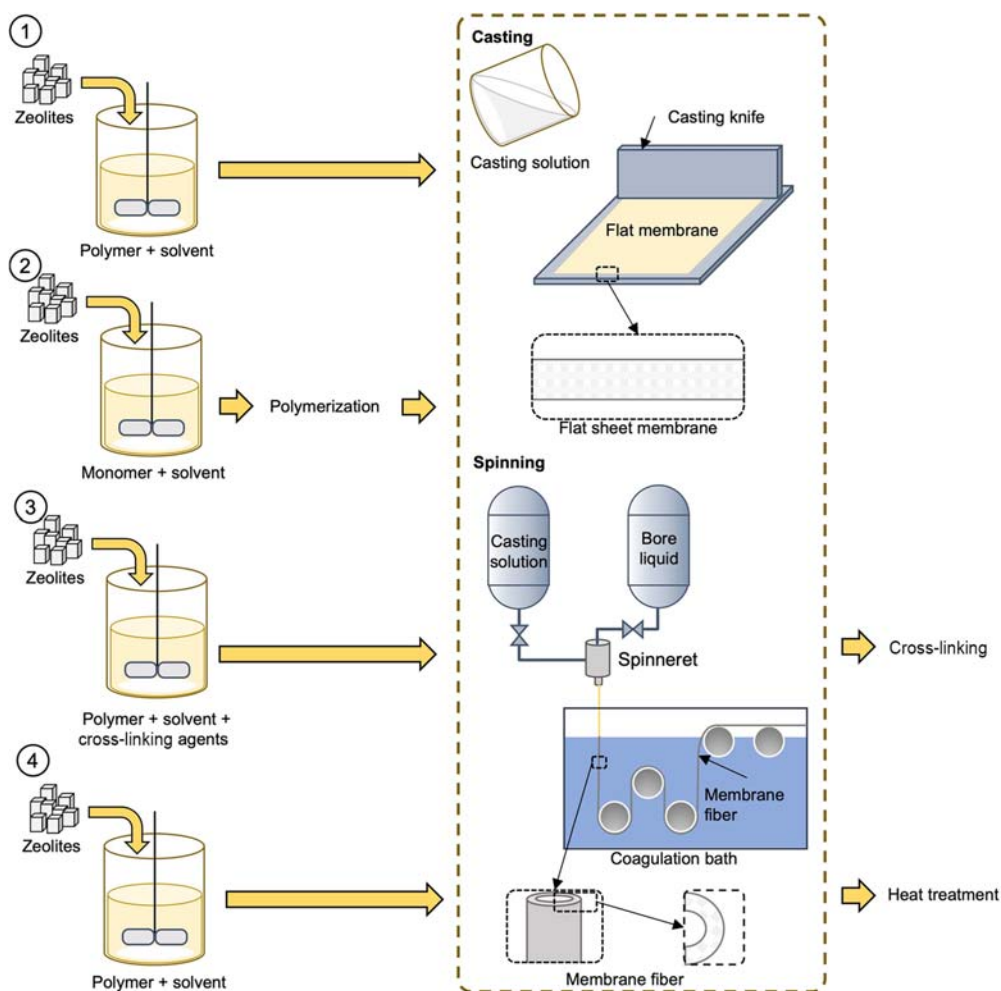 1
Zeolites
Polymer + solvent
2
Zeolites
Monomer + solvent
Polymerization
3
Zeolites
Polymer + solvent +
cross-linking agents
4
Zeolites
Polymer + solvent
Casting
Casting solution
Casting knife
Flat membrane
Flat sheet membrane
Spinning
Casting
solution
Bore
liquid
Spinneret
Membrane
fiber
Coagulation bath
Membrane fiber
Cross-linking
Heat treatment